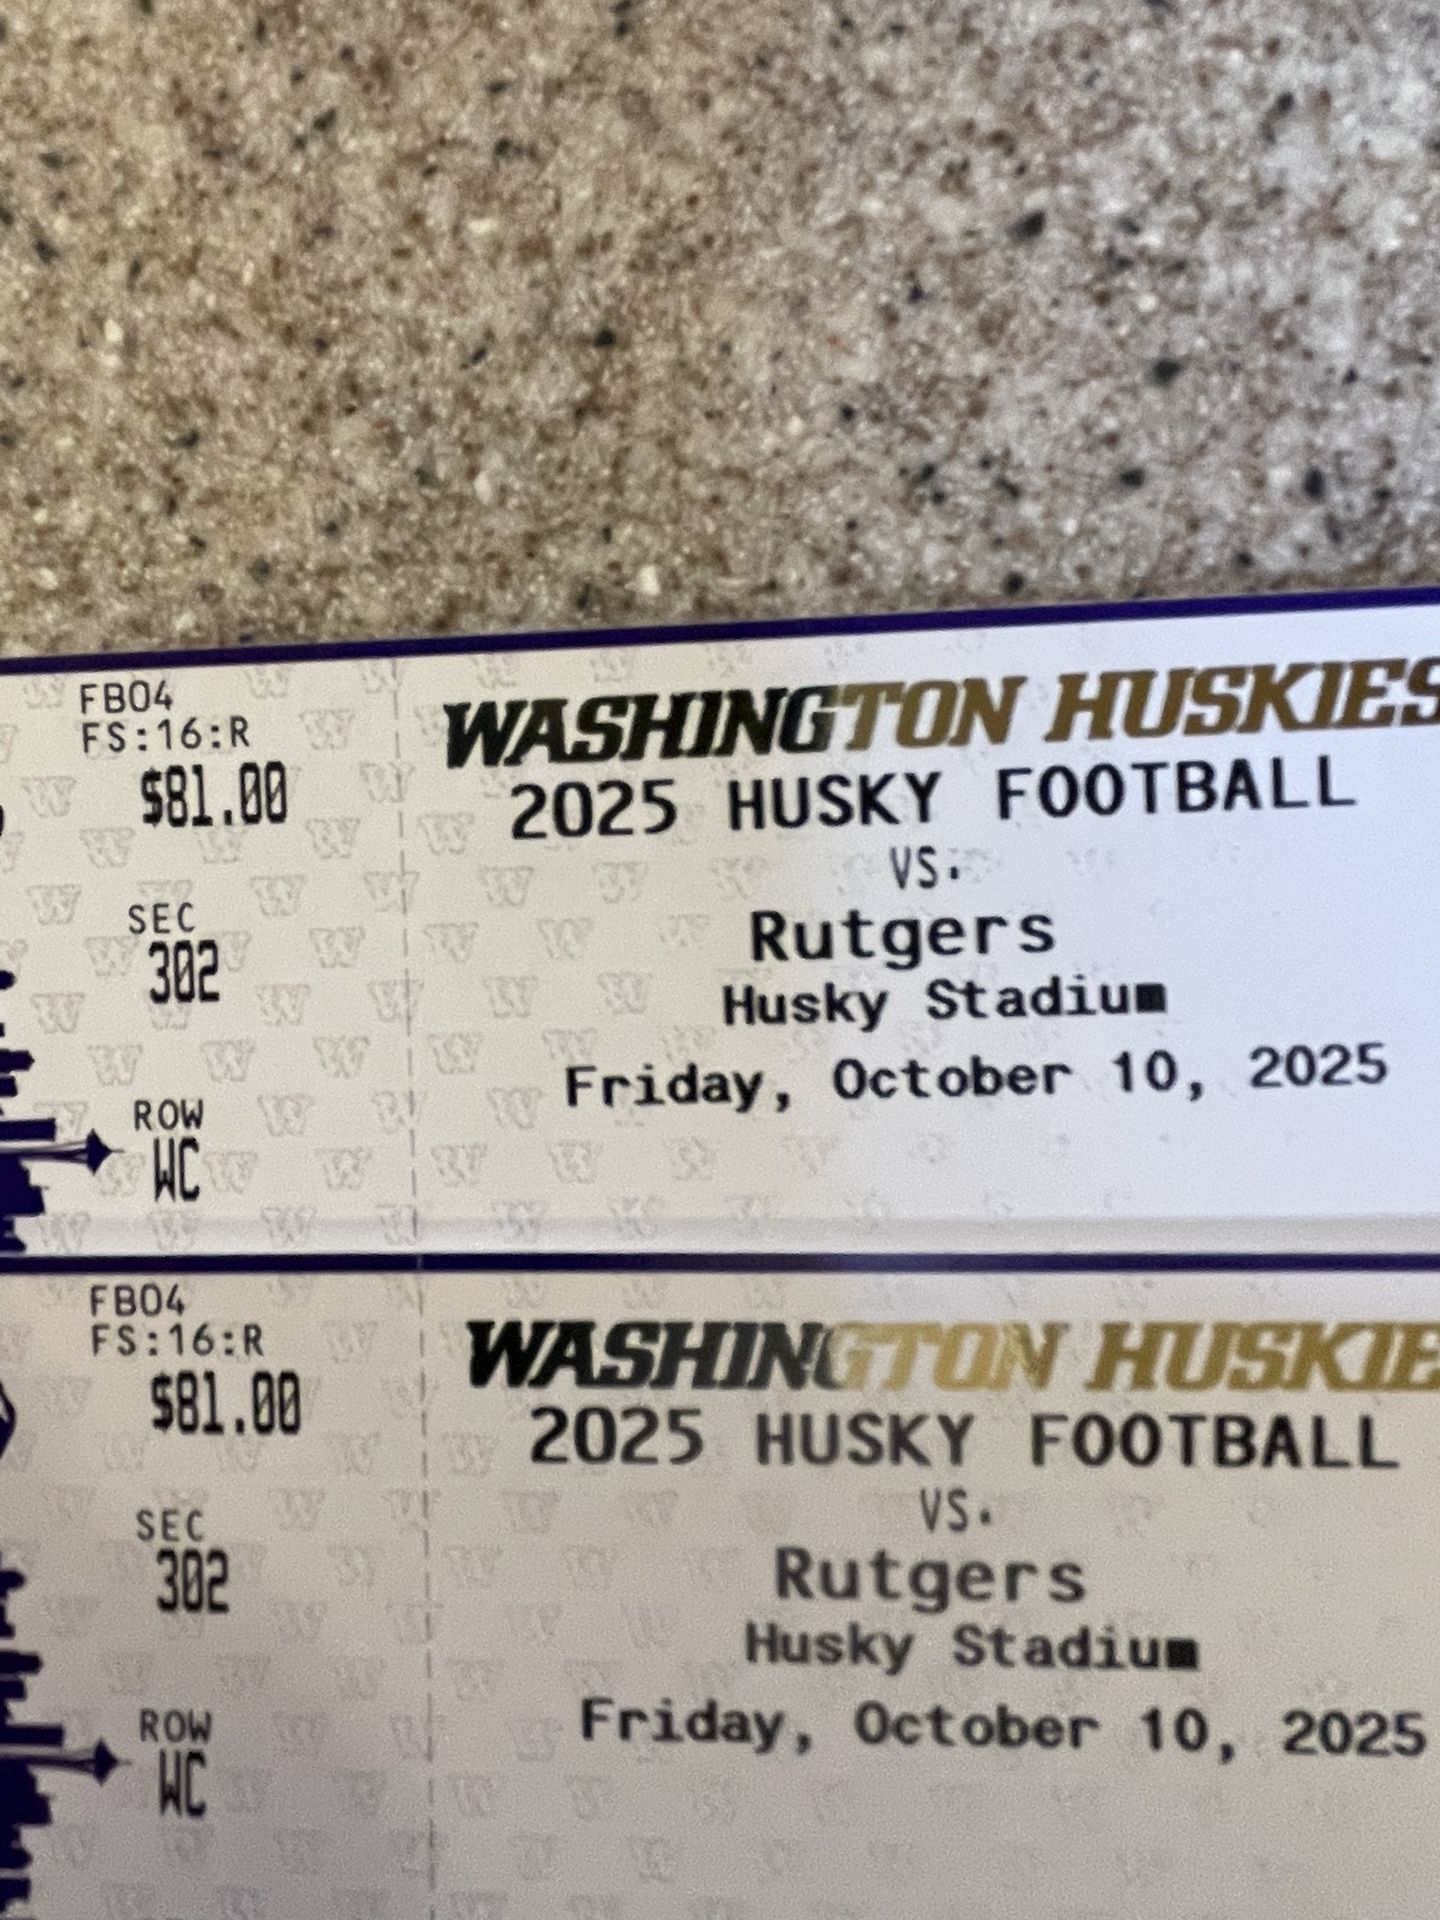 FB04
FS:16:R
$81.00
SEC
302
ROW
WC
WASHINGTON HUSKIES
2025 HUSKY FOOTBALL
VS.
Rutgers
Husky Stadium
Friday, October 10, 2025
FB04
FS:16:R
$81.00
SEC
302
ROW
WC
WASHINGTON HUSKIE
2025 HUSKY FOOTBALL
VS.
Rutgers
Husky Stadium
Friday, October 10, 2025